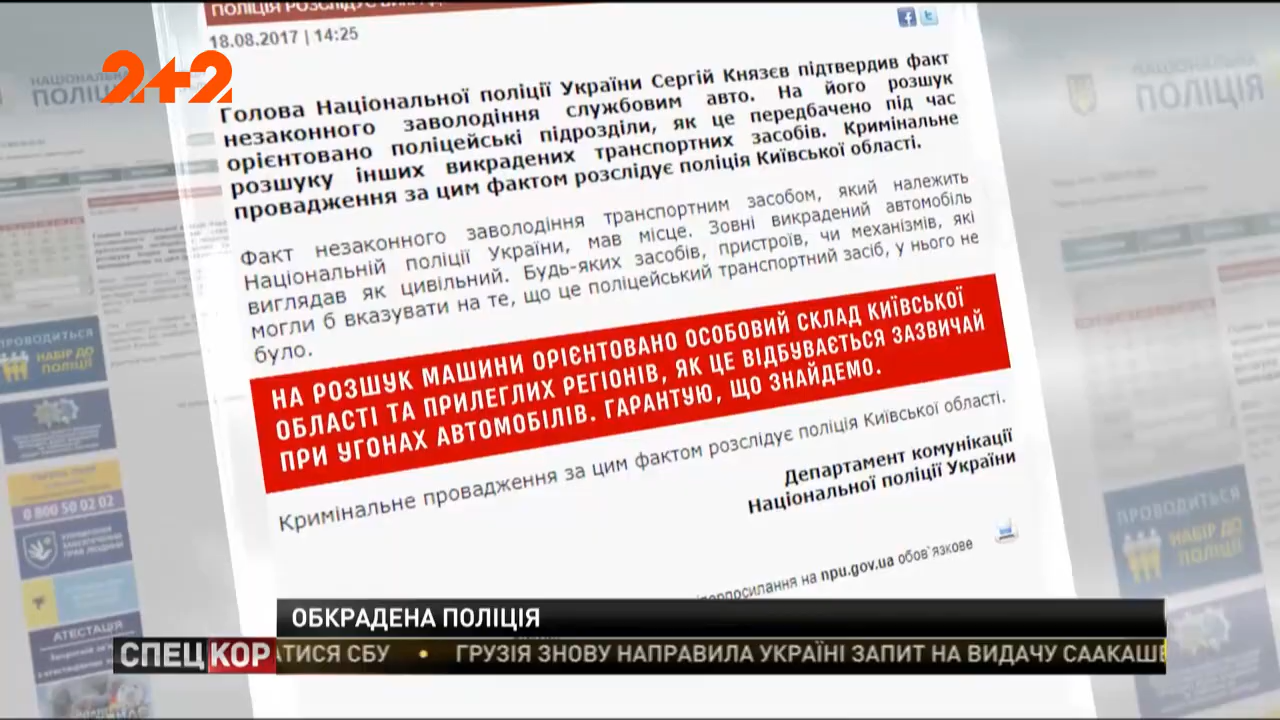 18.08.2017 | 14:25
2+2
НАЦІОНАЛЬНА
ПОЛІЦІЯ
Голова Національної поліції України Сергій Князєв підтвердив факт
незаконного заволодіння службовим авто. На його розшук
орієнтовано поліцейські підрозділи, як це передбачено під час
розшуку інших викрадених транспортних засобів. Кримінальне
провадження за цим фактом розслідує поліція Київської області.
Факт незаконного заволодіння транспортним засобом, який належить
Національній поліції України, мав місце. Зовні викрадений автомобіль
виглядав як цивільний. Будь-яких засобів, пристроїв, чи механізмів, які
могли б вказувати на те, що це поліцейський транспортний засіб, у нього не
було.
НА РОЗШУК МАШИНИ ОРІЄНТОВАНО ОСОБОВИЙ СКЛАД КИЇВСЬКОЇ
ОБЛАСТІ ТА ПРИЛЕГЛИХ РЕГІОНІВ, ЯК ЦЕ ВІДБУВАЄТЬСЯ ЗАЗВИЧАЙ
ПРИ УГОНАХ АВТОМОБІЛІВ. ГАРАНТУЮ, ЩО ЗНАЙДЕМО.
Кримінальне провадження за цим фактом розслідує поліція Київської області.
Департамент комунікації
Національної поліції України
на npu.gov.ua обов`язкове
ПРОВОДИТЬСЯ
НАБІР ДО
ПОЛІЦІЇ
0 800 50 02 02
АТЕСТАЦІЯ
НАЦІОНАЛЬНА
ПОЛІЦІЯ
ПРОВОДИТЬСЯ
НАБІР ДО
ПОЛІЦІЇ
ОБКРАДЕНА ПОЛІЦІЯ
СПЕЦКОР
АТИСЯ СБУ • ГРУЗІЯ ЗНОВУ НАПРАВИЛА УКРАЇНІ ЗАПИТ НА ВИДАЧУ СААКАШЕ